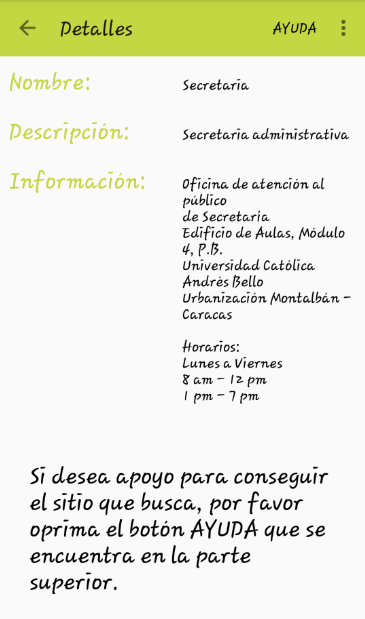 Detalles AYUDA
Nombre: Secretaría
Descripción: Secretaría administrativa
Información: Oficina de atención al
público
de Secretaría
Edificio de Aulas, Módulo
4, P.B.
Universidad Católica
Andrés Bello
Urbanización Montalbán –
Caracas
Horarios:
Lunes a Viernes
8 am – 12 pm
1 pm – 7 pm
Si desea apoyo para conseguir
el sitio que busca, por favor
oprima el botón AYUDA que se
encuentra en la parte
superior.